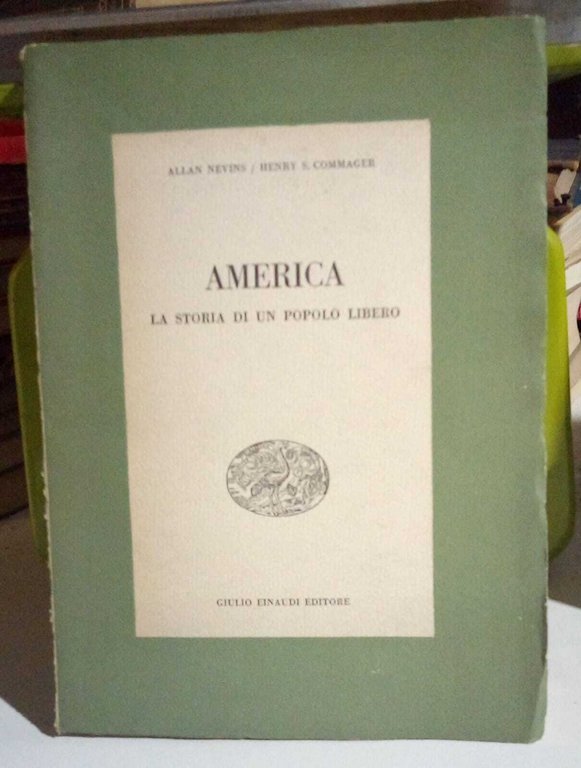 ALLAN NEVINS / HENRY S. COMMAGER
AMERICA
LA STORIA DI UN POPOLO LIBERO
GIULIO EINAUDI EDITORE